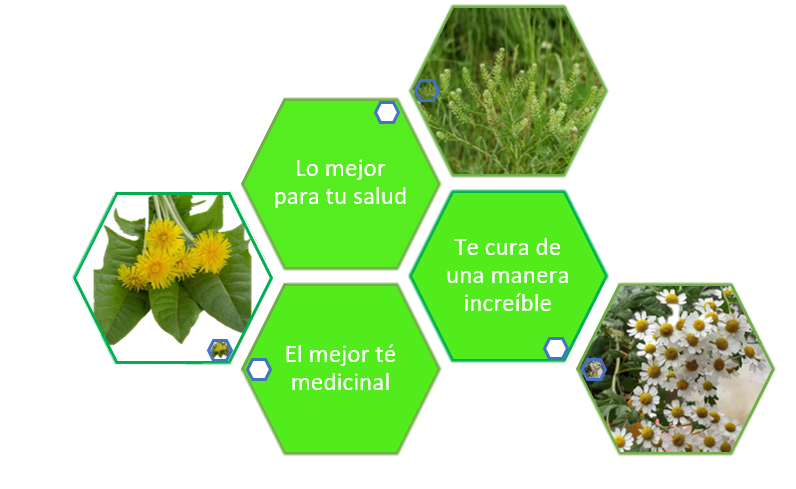 Lo mejor
para tu salud
Te cura de
una manera
increíble
El mejor té
medicinal